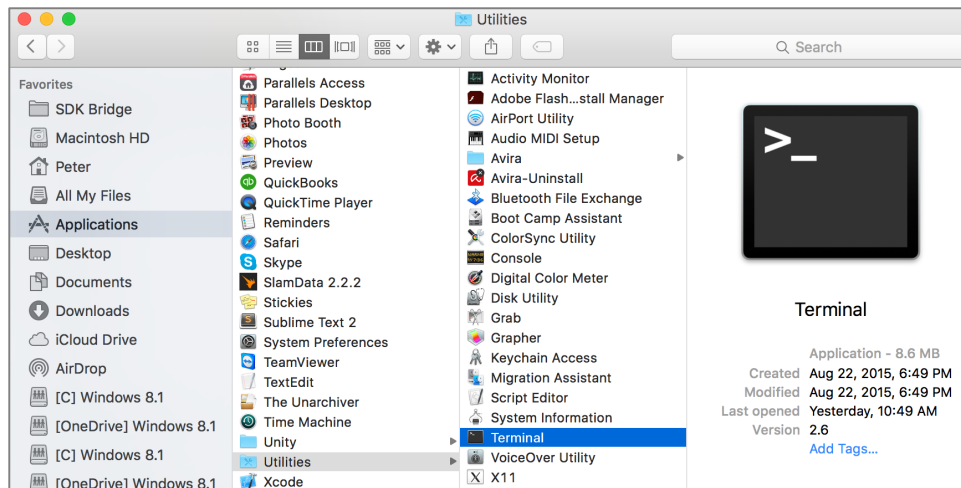 Utilities
Search
Favorites
SDK Bridge
Macintosh HD
Peter
All My Files
Applications
Desktop
Documents
Downloads
iCloud Drive
AirDrop
[C] Windows 8.1
[OneDrive] Windows 8.1
[C] Windows 8.1
[OneDrive] Windows 8.1
Parallels Access
Parallels Desktop
Photo Booth
Photos
Preview
QuickBooks
QuickTime Player
Reminders
Safari
Skype
SlamData 2.2.2
Stickies
Sublime Text 2
System Preferences
TeamViewer
TextEdit
The Unarchiver
Time Machine
Unity
Utilities
Xcode
Activity Monitor
Adobe Flash...stall Manager
AirPort Utility
Audio MIDI Setup
Avira
Avira-Uninstall
Bluetooth File Exchange
Boot Camp Assistant
ColorSync Utility
Console
Digital Color Meter
Disk Utility
Grab
Grapher
Keychain Access
Migration Assistant
Script Editor
System Information
Terminal
VoiceOver Utility
X11
>_
Terminal
Application - 8.6 MB
Created Aug 22, 2015, 6:49 PM
Modified Aug 22, 2015, 6:49 PM
Last opened Yesterday, 10:49 AM
Version 2.6
Add Tags...